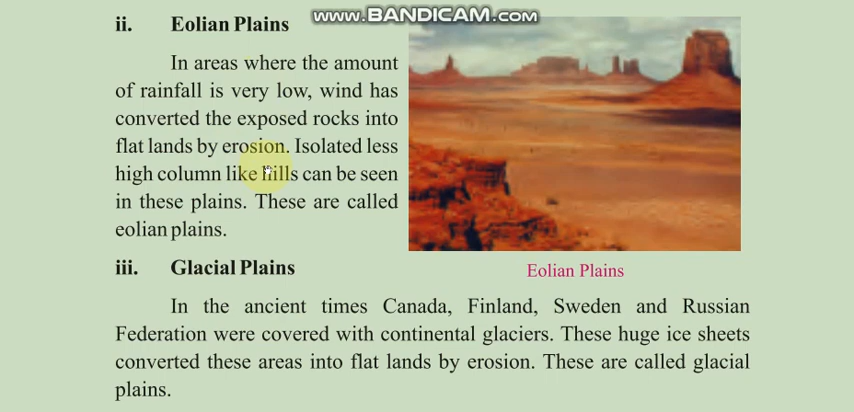 www.BANDICAM.com
ii. Eolian Plains
In areas where the amount
of rainfall is very low, wind has
converted the exposed rocks into
flat lands by erosion. Isolated less
high column like hills can be seen
in these plains. These are called
eolian plains.
Eolian Plains
iii. Glacial Plains
In the ancient times Canada, Finland, Sweden and Russian
Federation were covered with continental glaciers. These huge ice sheets
converted these areas into flat lands by erosion. These are called glacial
plains.